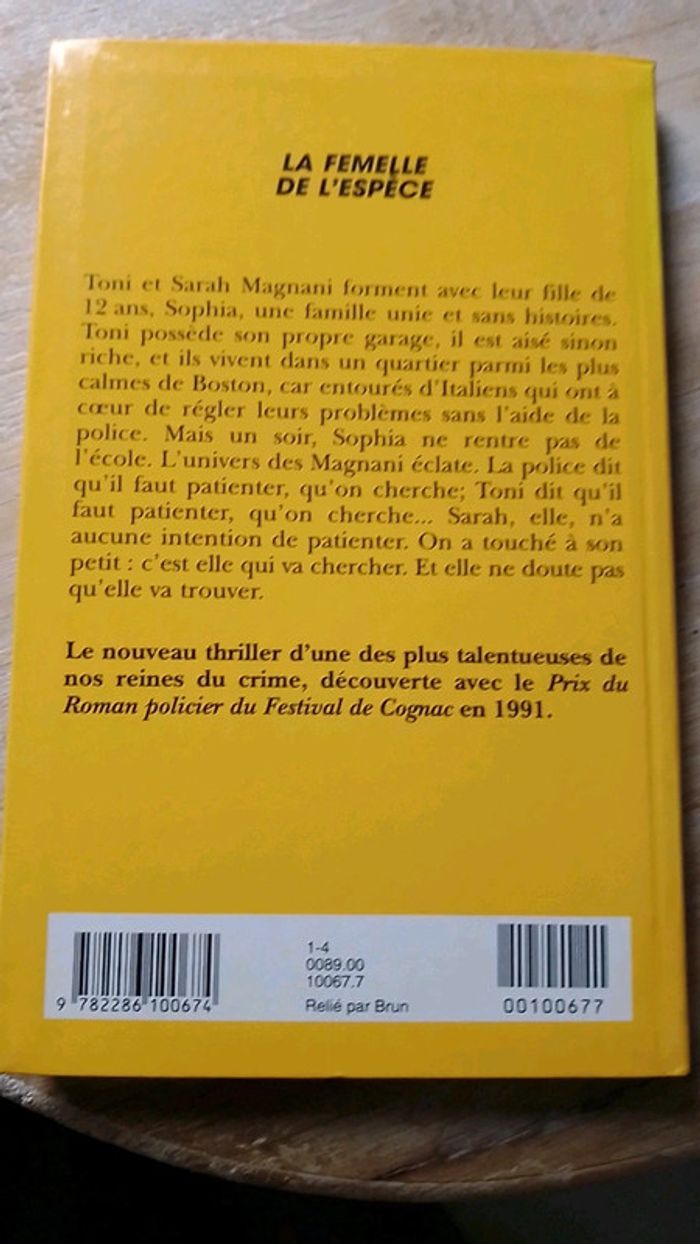 LA FEMELLE
DE L'ESPÈCE
Toni et Sarah Magnani forment avec leur fille de
12 ans, Sophia, une famille unie et sans histoires.
Toni possède son propre garage, il est aisé sinon
riche, et ils vivent dans un quartier parmi les plus
calmes de Boston, car entourés d'Italiens qui ont à
cœur de régler leurs problèmes sans l'aide de la
police. Mais un soir, Sophia ne rentre pas de
l'école. L'univers des Magnani éclate. La police dit
qu'il faut patienter, qu'on cherche; Toni dit qu'il
faut patienter, qu'on cherche... Sarah, elle, n'a
aucune intention de patienter. On a touché à son
petit : c'est elle qui va chercher. Et elle ne doute pas
qu'elle va trouver.
Le nouveau thriller d'une des plus talentueuses de
nos reines du crime, découverte avec le Prix du
Roman policier du Festival de Cognac en 1991.
1-4
0089.00
10067.7
Relié par Brun
9 782286 100674
00100677